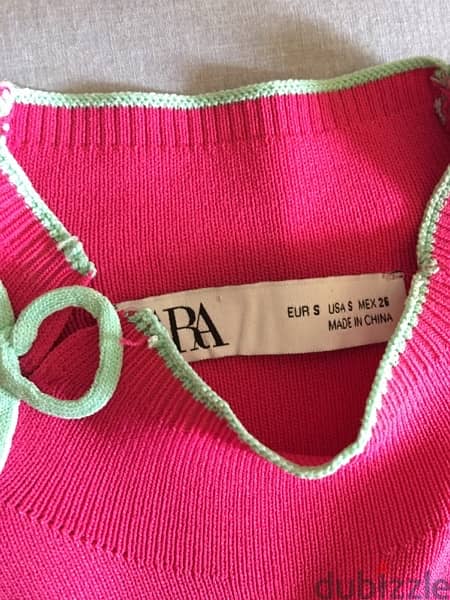 RA
EUR S USA S MEX 26
MADE IN CHINA
dubizzle